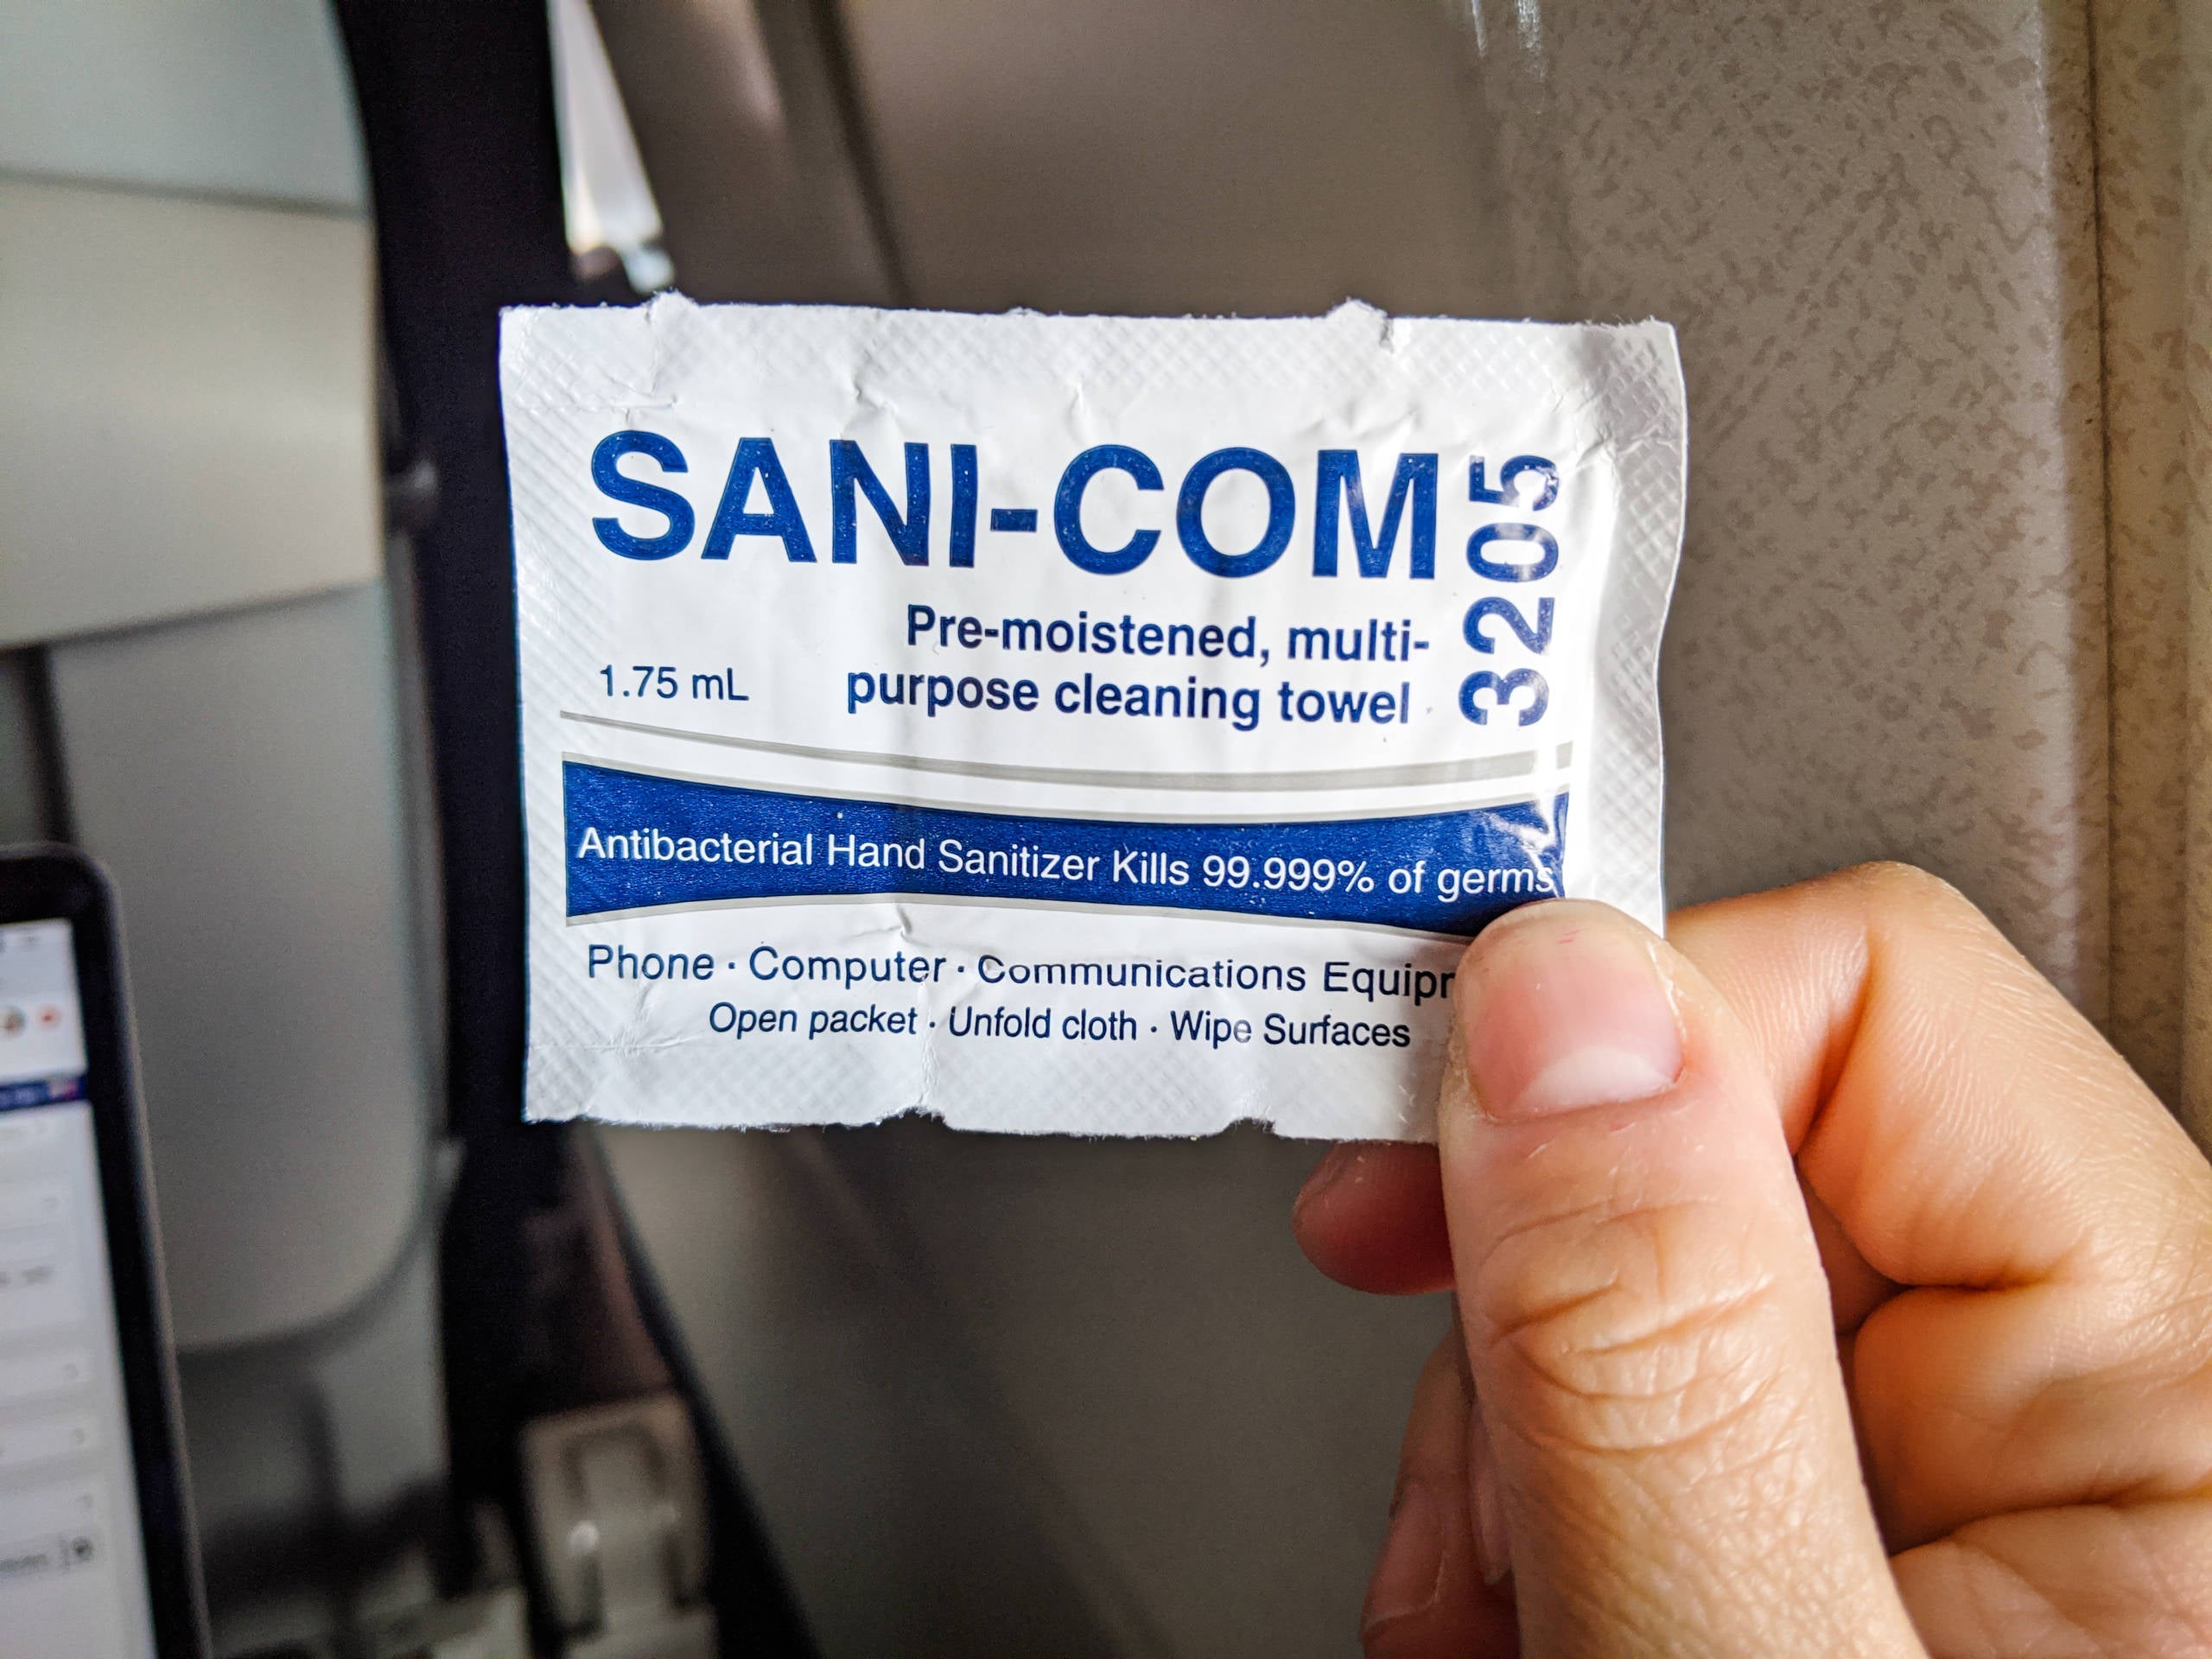 SANI-COM
3205
Pre-moistened, multi-
purpose cleaning towel
1.75 mL
Antibacterial Hand Sanitizer Kills 99.999% of germs
Phone · Computer · Communications
Open packet · Unfold cloth · Wipe Surfaces